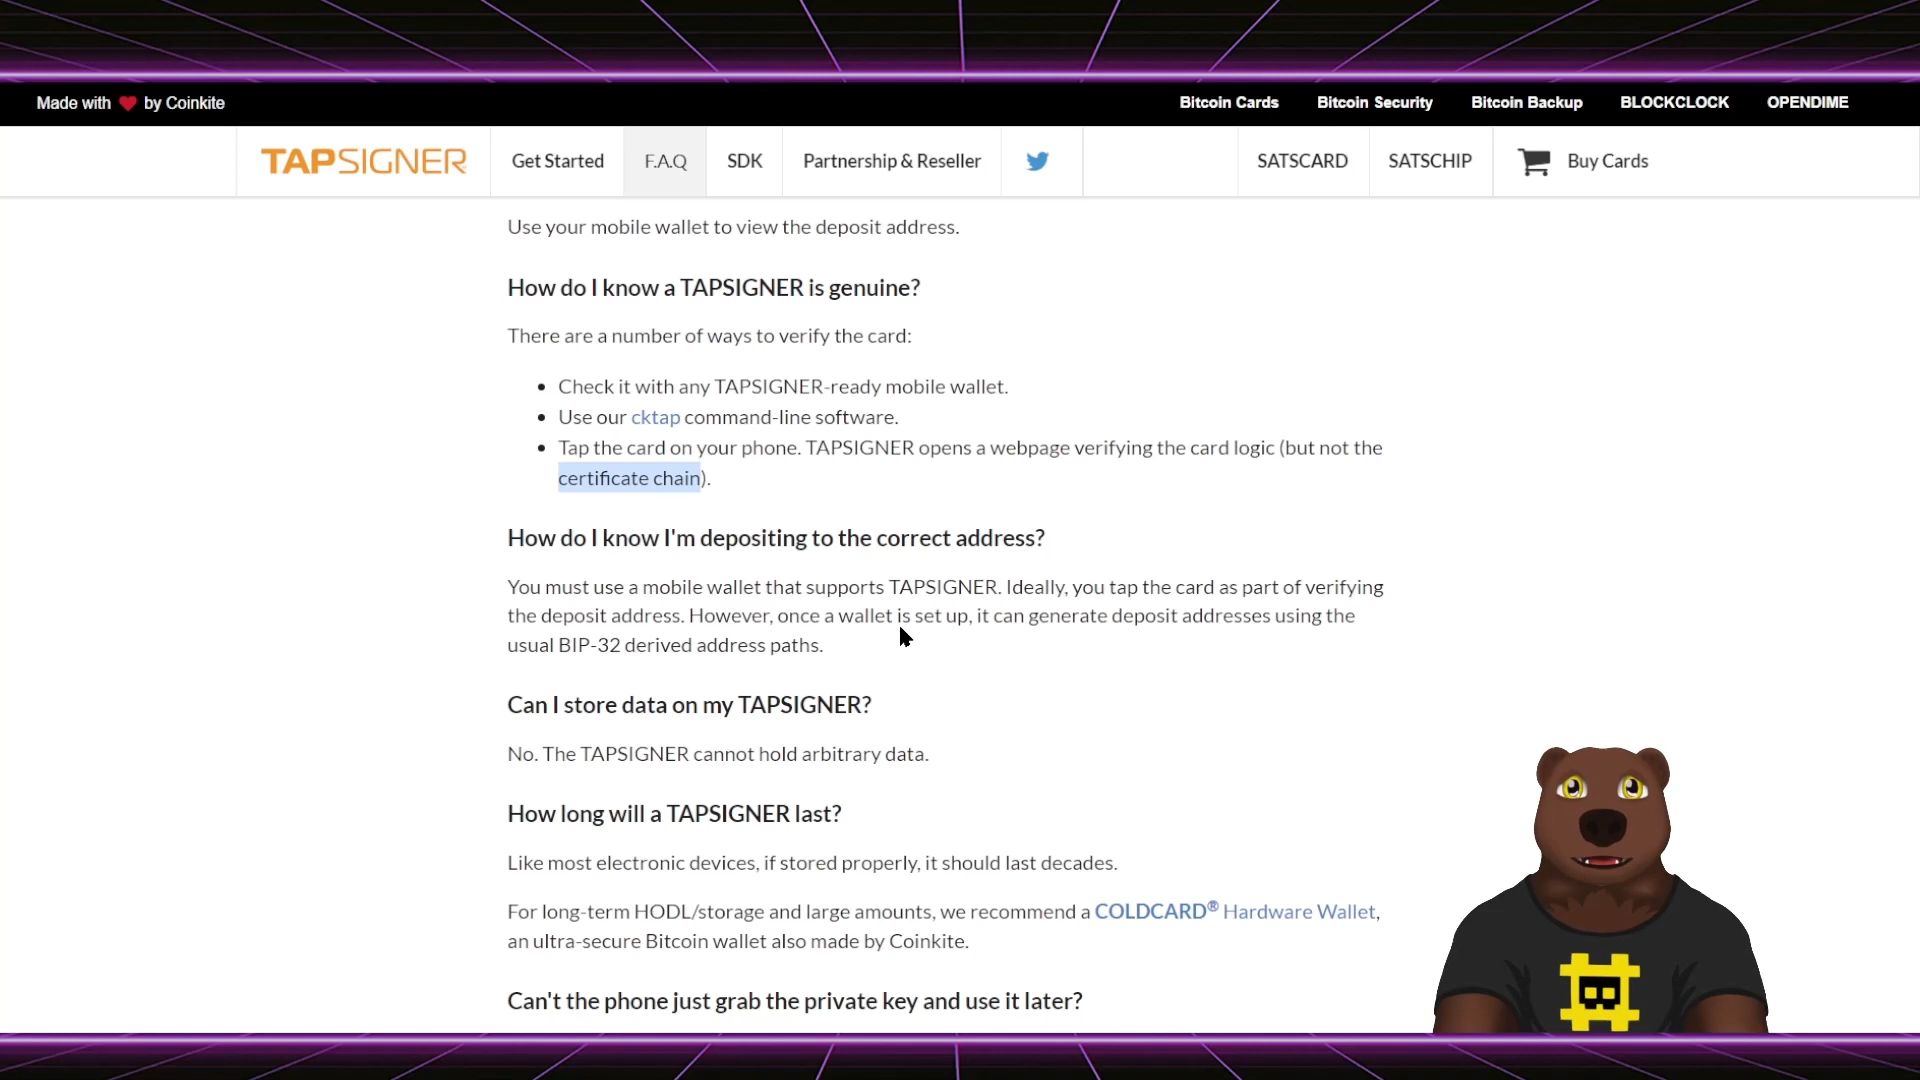 Made with ❤ by Coinkite
Bitcoin Cards
Bitcoin Security
Bitcoin Backup
BLOCKCLOCK
OPENDIME
TAPSIGNER
Get Started
F.A.Q
SDK
Partnership & Reseller
SATSCARD
SATSCHIP
Buy Cards
Use your mobile wallet to view the deposit address.
How do I know a TAPSIGNER is genuine?
There are a number of ways to verify the card:
• Check it with any TAPSIGNER-ready mobile wallet.
• Use our cktap command-line software.
• Tap the card on your phone. TAPSIGNER opens a webpage verifying the card logic (but not the
certificate chain).
How do I know I'm depositing to the correct address?
You must use a mobile wallet that supports TAPSIGNER. Ideally, you tap the card as part of verifying
the deposit address. However, once a wallet is set up, it can generate deposit addresses using the
usual BIP-32 derived address paths.
Can I store data on my TAPSIGNER?
No. The TAPSIGNER cannot hold arbitrary data.
How long will a TAPSIGNER last?
Like most electronic devices, if stored properly, it should last decades.
For long-term HODL/storage and large amounts, we recommend a COLDCARD® Hardware Wallet,
an ultra-secure Bitcoin wallet also made by Coinkite.
Can't the phone just grab the private key and use it later?